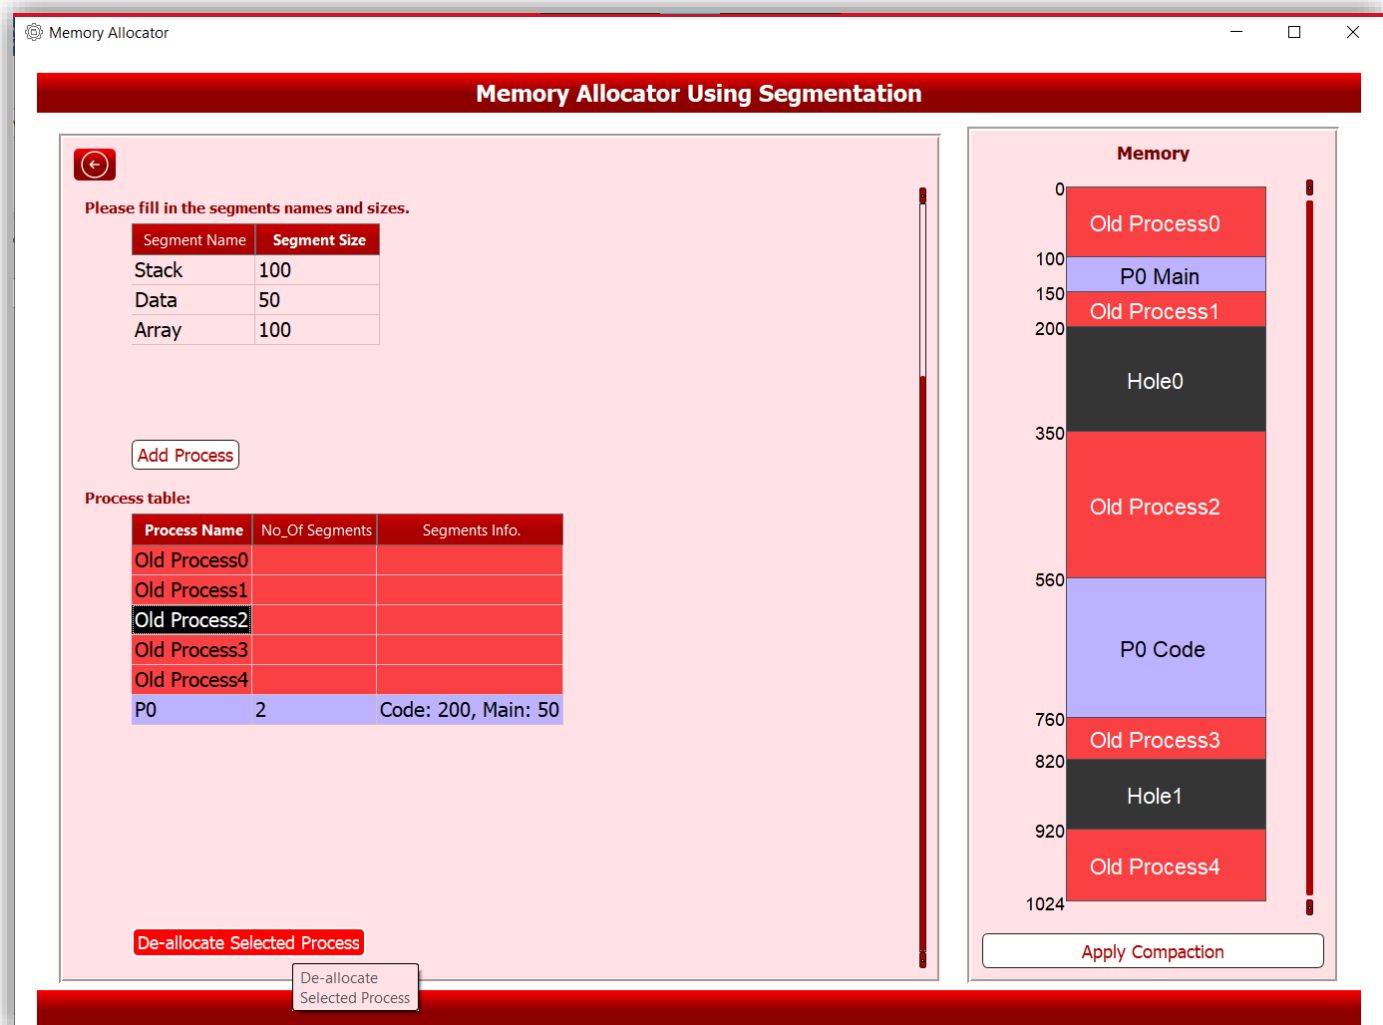 Memory Allocator
Memory Allocator Using Segmentation
Please fill in the segments names and sizes.
Segment Name Segment Size
Stack 100
Data 50
Array 100
Add Process
Process table:
Process Name No_Of Segments Segments Info.
Old Process0
Old Process1
Old Process2
Old Process3
Old Process4
P0 2 Code: 200, Main: 50
De-allocate Selected Process
De-allocate
Selected Process
Memory
0
Old Process0
100
P0 Main
150
Old Process1
200
Hole0
350
Old Process2
560
P0 Code
760
Old Process3
820
Hole1
920
Old Process4
1024
Apply Compaction